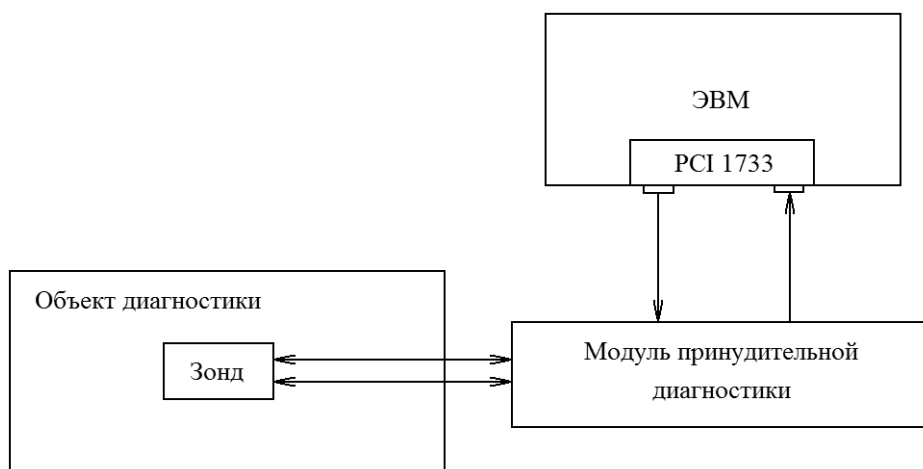 ЭВМ
PCI 1733
Объект диагностики
Зонд
Модуль принудительной
диагностики